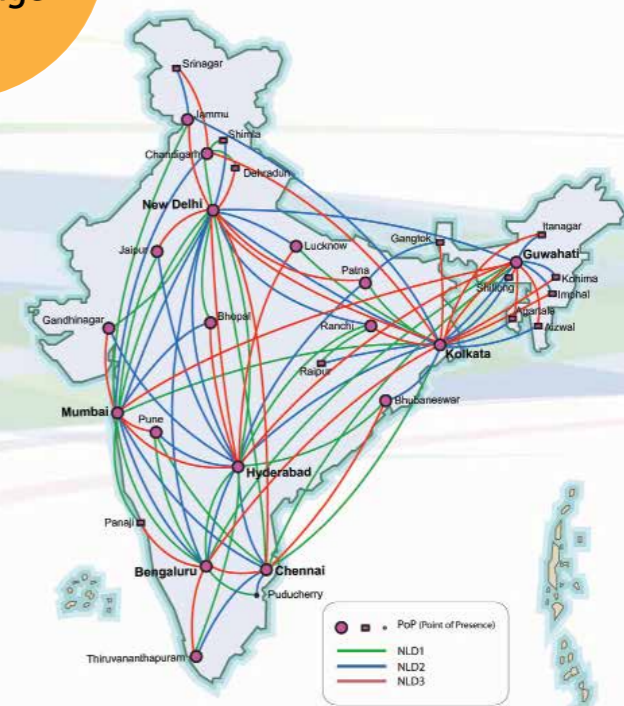 Srinagar
Jammu
Shimla
Chandigarh
Dehradun
New Delhi
Jaipur
Lucknow
Gangtok
Itanagar
Guwahati
Patna
Shillong
Kohima
Imphal
Gandhinagar
Bhopal
Ranchi
Agartala
Aizwal
Kolkata
Raipur
Bhubaneswar
Mumbai
Pune
Hyderabad
Panaji
Bengaluru
Chennai
Puducherry
Thiruvananthapuram
PoP (Point of Presence)
NLD1
NLD2
NLD3